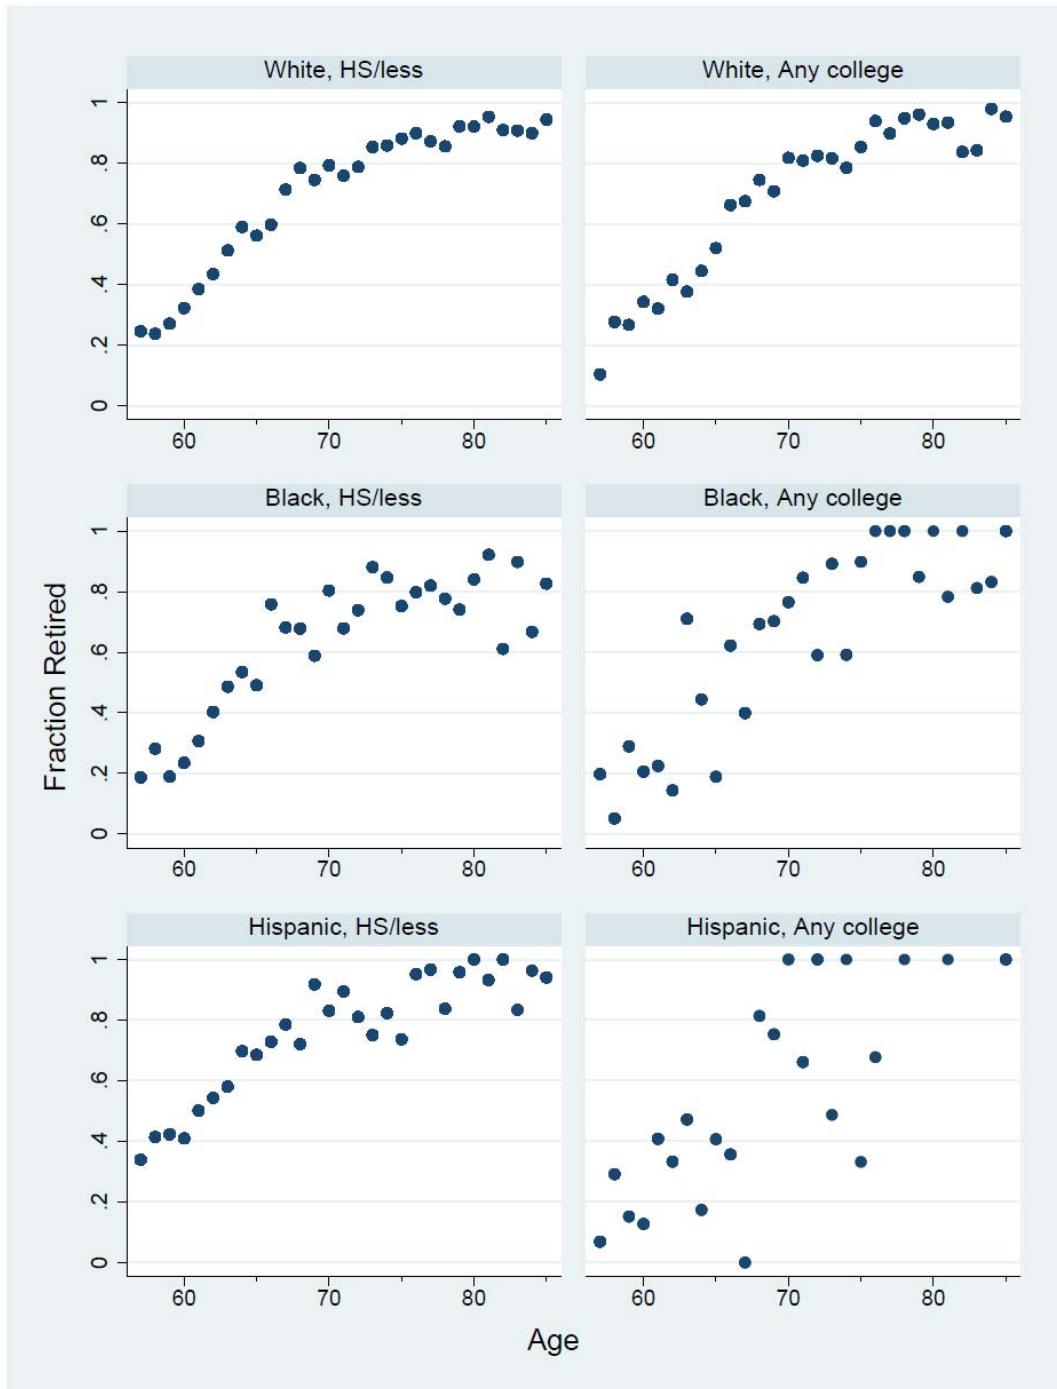 White, HS/less
White, Any college
0 .2 .4 .6 .8 1
60 70 80
60 70 80
Black, HS/less
Black, Any college
Fraction Retired
0 .2 .4 .6 .8 1
60 70 80
60 70 80
Hispanic, HS/less
Hispanic, Any college
0 .2 .4 .6 .8 1
60 70 80
60 70 80
Age